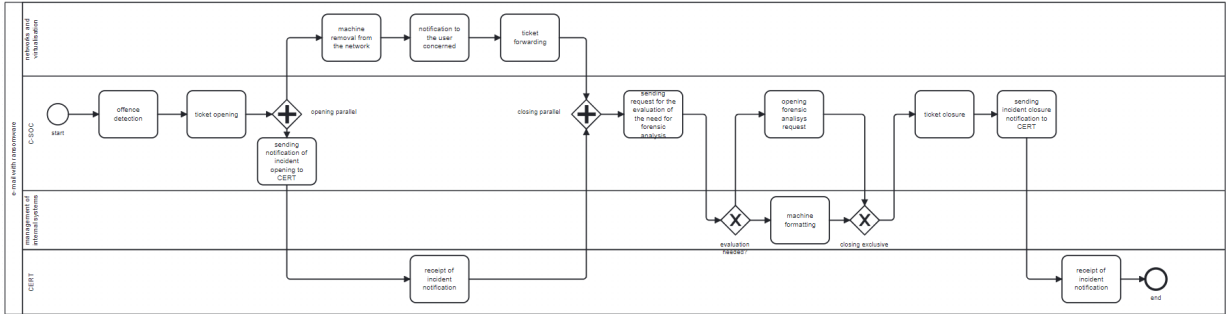 e-mail with ransomware
networks and
virtualisation
machine
removal from
the network
notification to
the user
concerned
ticket
forwarding
C-SOC
start
offence
detection
ticket opening
opening parallel
sending
notification of
incident
opening to
CERT
closing parallel
sending
request for the
evaluation of
the need for
forensic
analysis
opening
forensic
analisys
request
ticket closure
sending
incident closure
notification to
CERT
management of
internal systems
evaluation
needed?
machine
formatting
closing exclusive
CERT
receipt of
incident
notification
receipt of
incident
notification
end